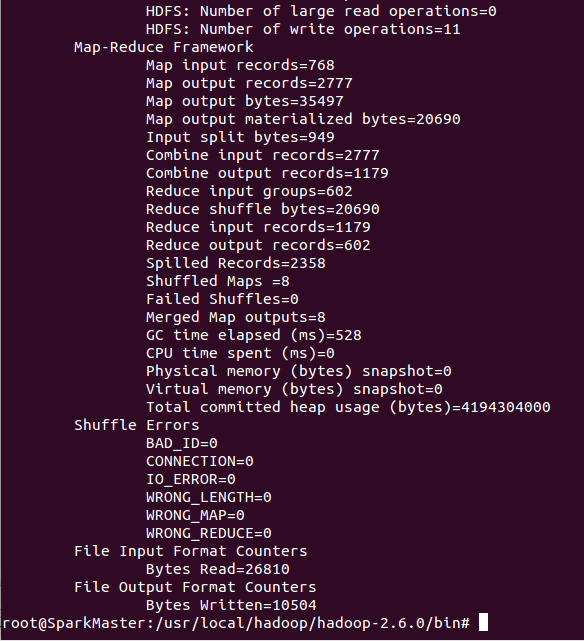 HDFS: Number of large read operations=0
HDFS: Number of write operations=11
Map-Reduce Framework
Map input records=768
Map output records=2777
Map output bytes=35497
Map output materialized bytes=20690
Input split bytes=949
Combine input records=2777
Combine output records=1179
Reduce input groups=602
Reduce shuffle bytes=20690
Reduce input records=1179
Reduce output records=602
Spilled Records=2358
Shuffled Maps =8
Failed Shuffles=0
Merged Map outputs=8
GC time elapsed (ms)=528
CPU time spent (ms)=0
Physical memory (bytes) snapshot=0
Virtual memory (bytes) snapshot=0
Total committed heap usage (bytes)=4194304000
Shuffle Errors
BAD_ID=0
CONNECTION=0
IO_ERROR=0
WRONG_LENGTH=0
WRONG_MAP=0
WRONG_REDUCE=0
File Input Format Counters
Bytes Read=26810
File Output Format Counters
Bytes Written=10504
root@SparkMaster:/usr/local/hadoop/hadoop-2.6.0/bin#